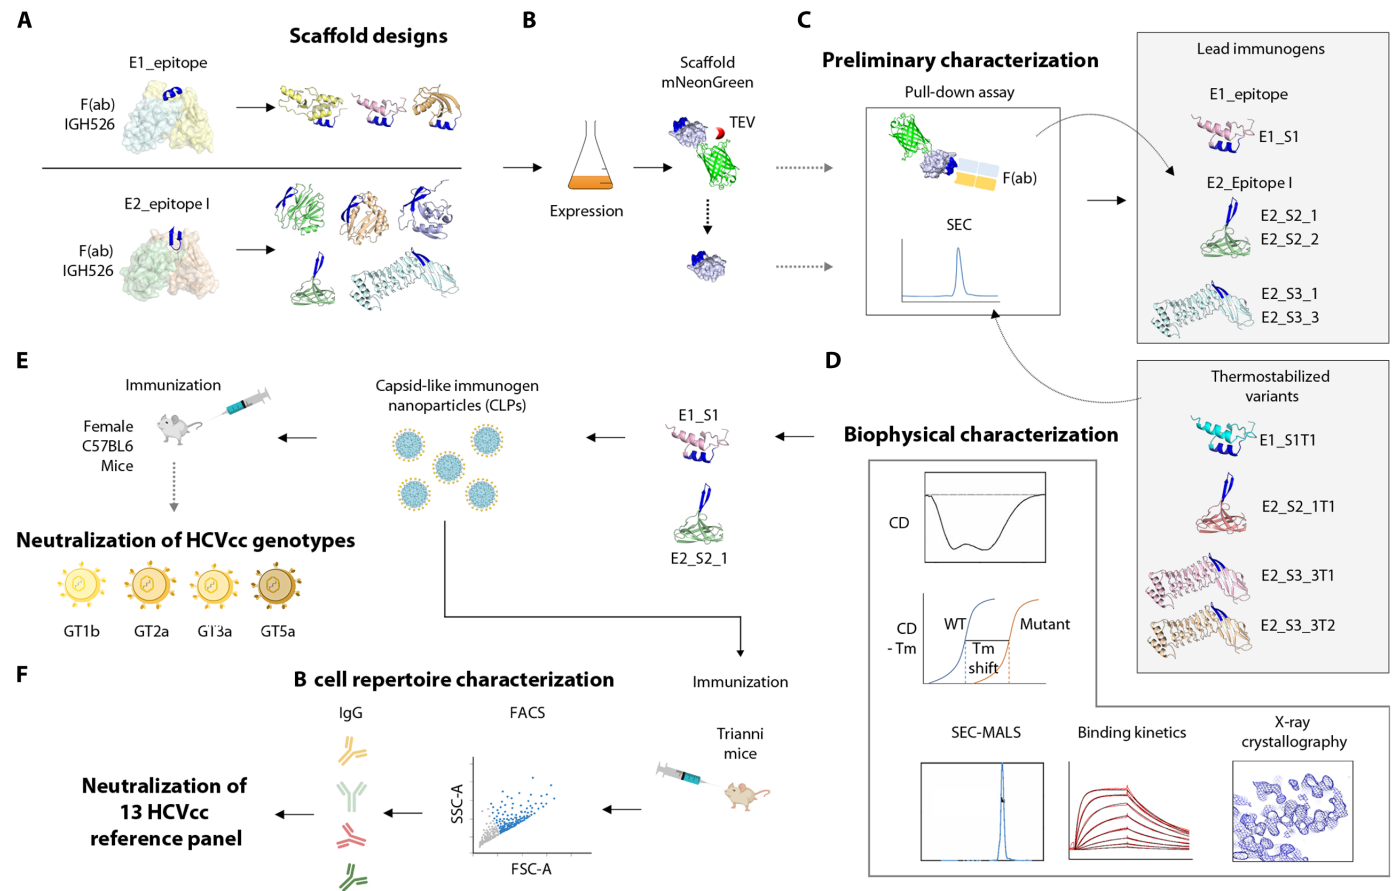 A
Scaffold designs
E1_epitope
F(ab)
IGH526
E2_epitope I
F(ab)
IGH526
B
Scaffold
mNeonGreen
TEV
Expression
C
Preliminary characterization
Pull-down assay
F(ab)
SEC
Lead immunogens
E1_epitope
E1_S1
E2_Epitope I
E2_S2_1
E2_S2_2
E2_S3_1
E2_S3_3
D
Biophysical characterization
Thermostabilized
variants
E1_S1T1
E2_S2_1T1
E2_S3_3T1
E2_S3_3T2
CD
CD
- Tm
WT
Mutant
Tm
shift
SEC-MALS
Binding kinetics
X-ray
crystallography
E
Immunization
Female
C57BL6
Mice
Capsid-like immunogen
nanoparticles (CLPs)
E1_S1
E2_S2_1
Neutralization of HCVcc genotypes
GT1b
GT2a
GT3a
GT5a
F
B cell repertoire characterization
Immunization
Trianni
mice
FACS
SSC-A
FSC-A
IgG
Neutralization of
13 HCVcc
reference panel